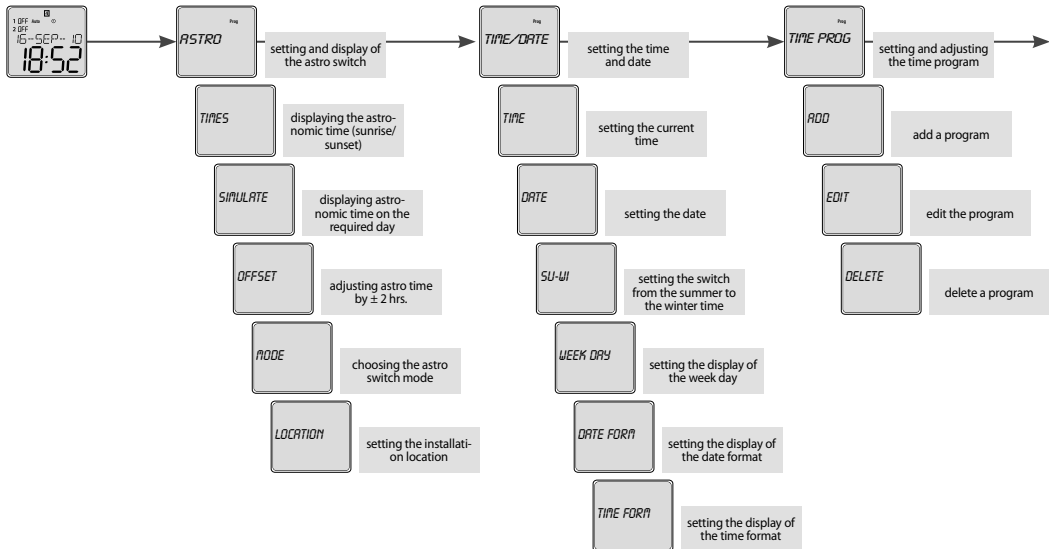 4
1 OFF Auto
2 OFF
16-SEP-10
18:52
Prog
ASTRO
setting and display of
the astro switch
TIMES
displaying the astro-
nomic time (sunrise/
sunset)
SIMULATE
displaying astro-
nomic time on the
required day
OFFSET
adjusting astro time
by ± 2 hrs.
MODE
choosing the astro
switch mode
LOCATION
setting the installati-
on location
Prog
TIME/DATE
setting the time
and date
TIME
setting the current
time
DATE
setting the date
SU-WI
setting the switch
from the summer to
the winter time
WEEK DAY
setting the display of
the week day
DATE FORM
setting the display of
the date format
TIME FORM
setting the display of
the time format
Prog
TIME PROG
setting and adjusting
the time program
ADD
add a program
EDIT
edit the program
DELETE
delete a program